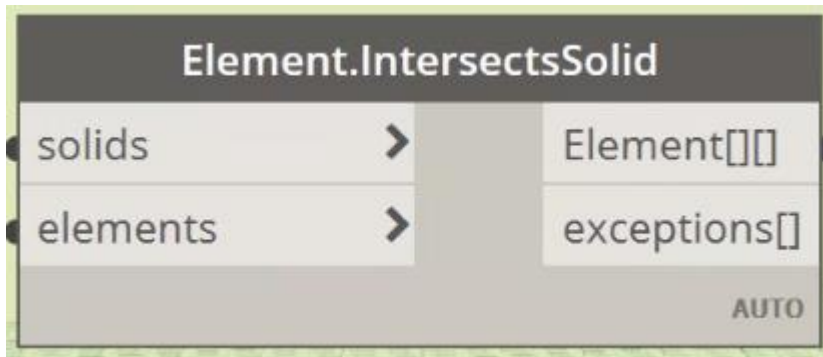 Element.IntersectsSolid
solids > Element[][]
elements > exceptions[]
AUTO